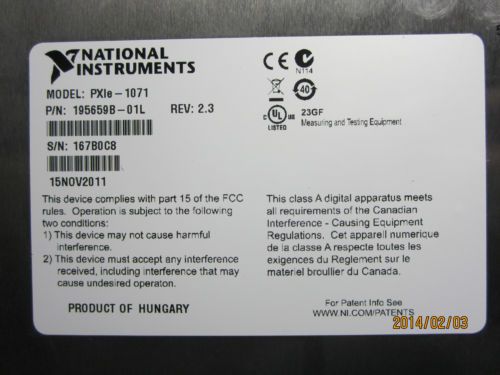 NATIONAL
INSTRUMENTS
MODEL: PXIe-1071
P/N: 195659B-01L REV: 2.3
S/N: 167B0C8
15NOV2011
CE
N114
40
C UL US
LISTED
23GF
Measuring and Testing Equipment
This device complies with part 15 of the FCC
rules. Operation is subject to the following
two conditions:
1) This device may not cause harmful
interference.
2) This device must accept any interference
received, including interference that may
cause undesired operaton.
PRODUCT OF HUNGARY
This class A digital apparatus meets
all requirements of the Canadian
Interference - Causing Equipment
Regulations. Cet appareil numerique
de la classe A respecte toutes les
exigences du Reglement sur le
materiel broullier du Canada.
For Patent Info See
WWW.NI.COM/PATENTS
2014/02/03